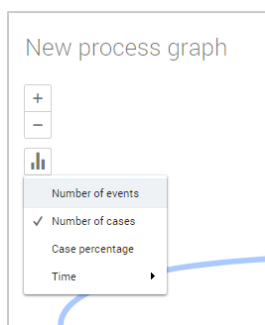 New process graph
+
−
Number of events
✓ Number of cases
Case percentage
Time